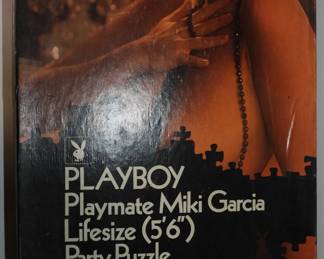 PLAYBOY
Playmate Miki Garcia
Lifesize (5'6")
Party Puzzle